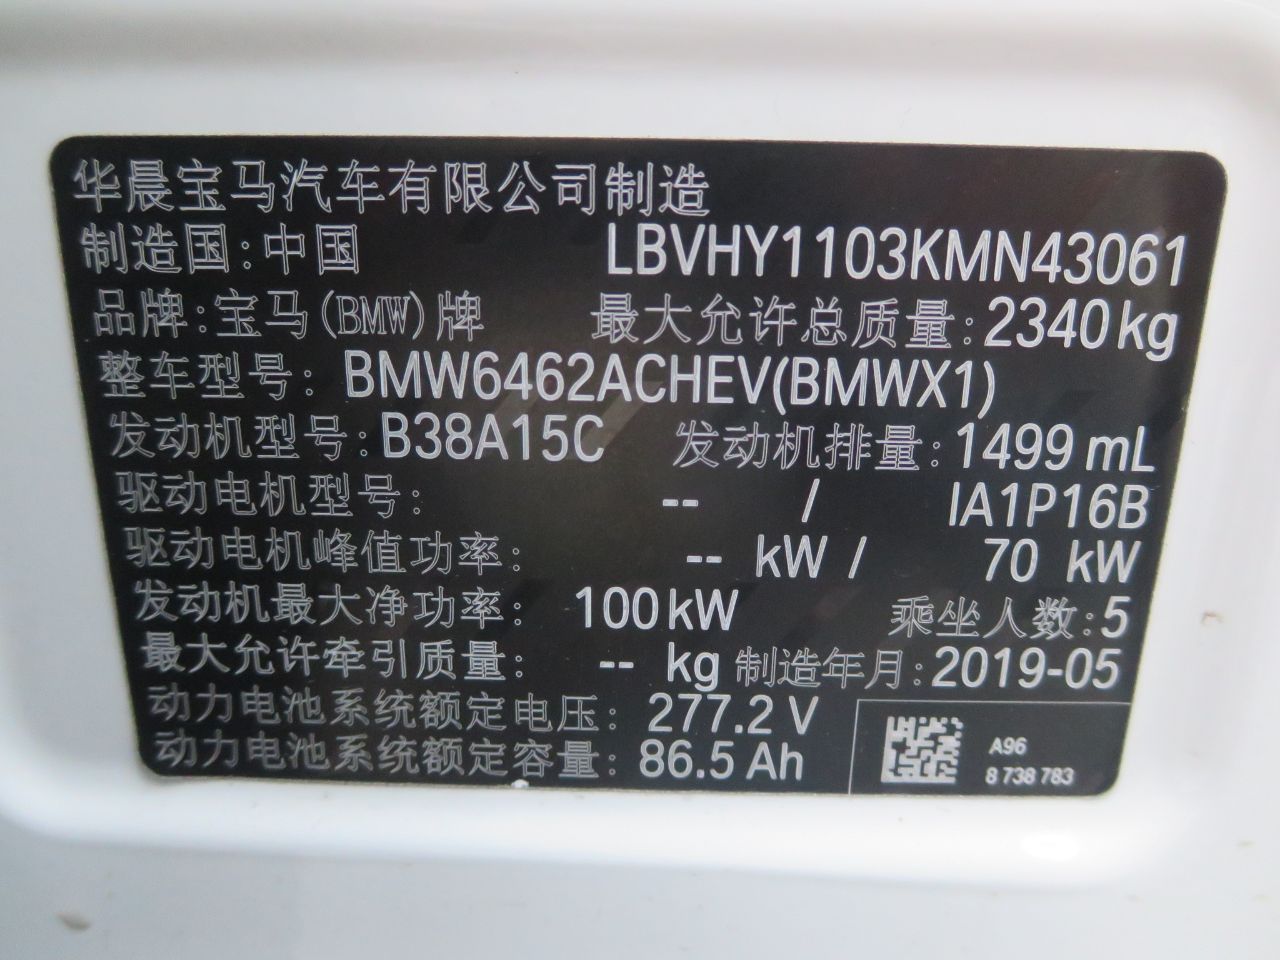 华晨宝马汽车有限公司制造
制造国:中国 LBVHY1103KMN43061
品牌:宝马(BMW)牌 最大允许总质量:2340kg
整车型号: BMW6462ACHEV(BMWX1)
发动机型号: B38A15C 发动机排量:1499 mL
驱动电机型号: -- / IA1P16B
驱动电机峰值功率: -- kW / 70 kW
发动机最大净功率: 100kW 乘坐人数:5
最大允许牵引质量: -- kg 制造年月:2019-05
动力电池系统额定电压: 277.2 V
动力电池系统额定容量: 86.5 Ah
A96
8 738 783